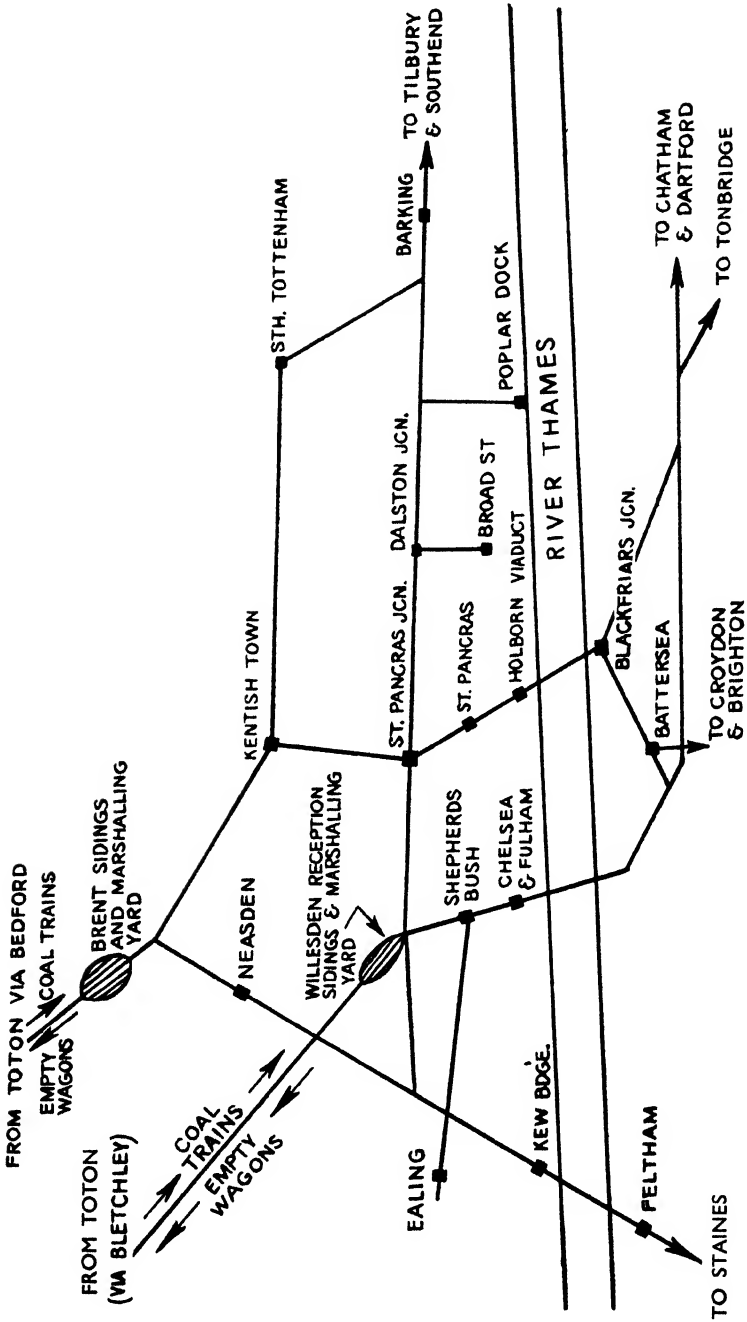 FROM TOTON VIA BEDFORD
EMPTY
WAGONS
COAL TRAINS
BRENT SIDINGS
AND MARSHALLING
YARD
FROM TOTON
(VIA BLETCHLEY)
COAL
TRAINS
EMPTY
WAGONS
NEASDEN
WILLESDEN RECEPTION
SIDINGS & MARSHALLING
YARD
KENTISH TOWN
STH. TOTTENHAM
ST. PANCRAS JCN.
DALSTON JCN.
BARKING
TO TILBURY
& SOUTHEND
EALING
SHEPHERDS
BUSH
CHELSEA
& FULHAM
ST. PANCRAS
HOLBORN VIADUCT
BROAD ST
POPLAR DOCK
KEW BDGE.
RIVER THAMES
PELTHAM
TO STAINES
BLACKFRIARS JCN.
BATTERSEA
TO CROYDON
& BRIGHTON
TO CHATHAM
& DARTFORD
TO TONBRIDGE